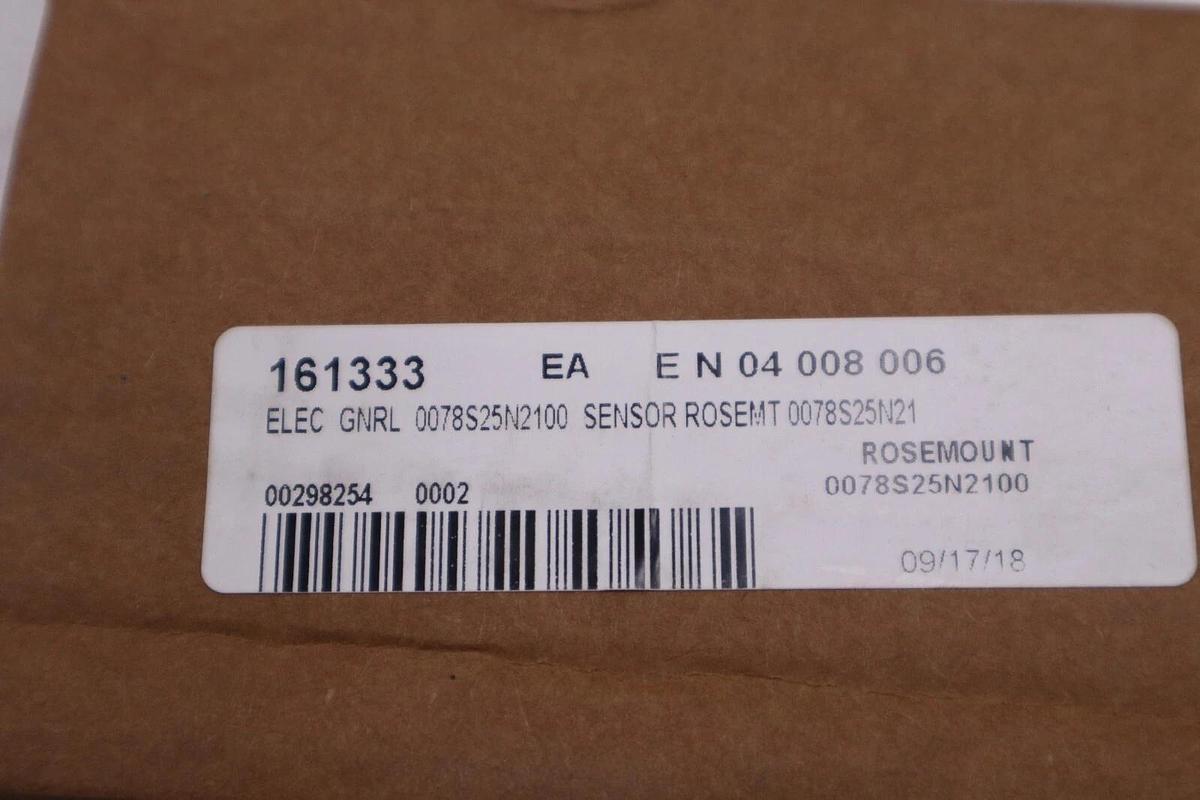 161333 EA E N 04 008 006
ELEC GNRL 0078S25N2100 SENSOR ROSEMT 0078S25N21
ROSEMOUNT
00298254 0002 0078S25N2100
09/17/18